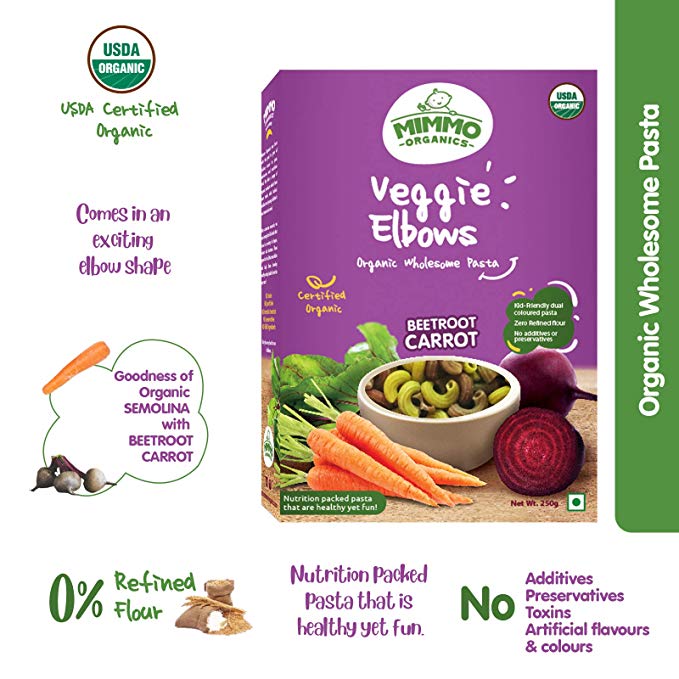 USDA
ORGANIC
USDA Certified
Organic
Comes in an
exciting
elbow shape
Goodness of
Organic
SEMOLINA
with
BEETROOT
CARROT
MIMMO
ORGANICS
USDA
ORGANIC
Veggie
Elbows
Organic Wholesome Pasta
Certified
Organic
Kid-Friendly dual
coloured pasta
Zero Refined flour
No additives or
preservatives
BEETROOT
CARROT
Nutrition packed pasta
that are healthy yet fun!
Net Wt. 250g.
Organic Wholesome Pasta
0% Refined
Flour
Nutrition Packed
Pasta that is
healthy yet fun.
No
Additives
Preservatives
Toxins
Artificial flavours
& colours